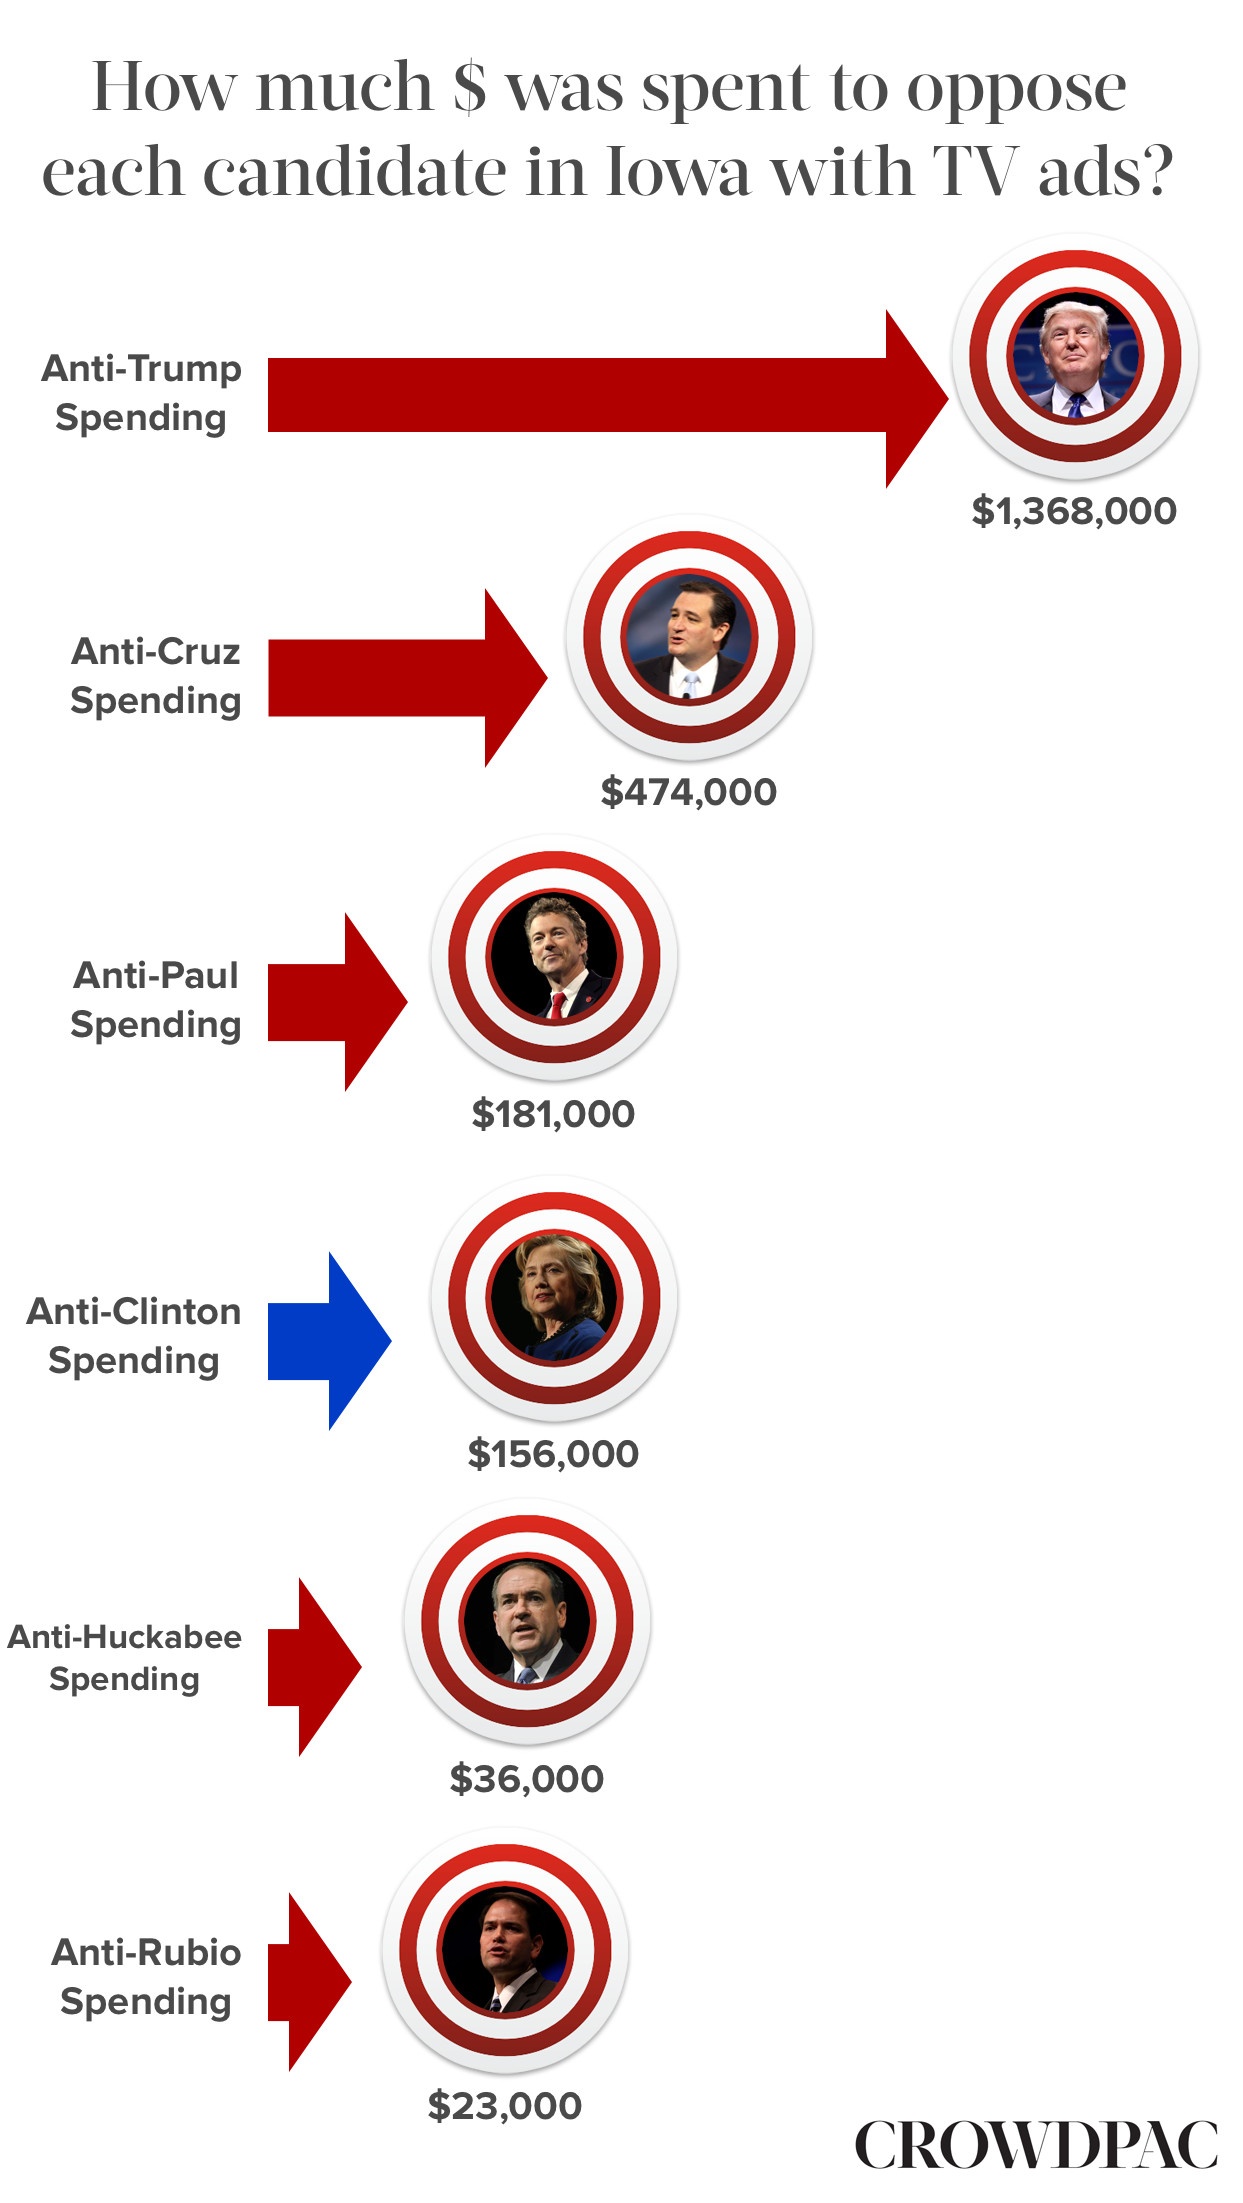 How much $ was spent to oppose
each candidate in Iowa with TV ads?
Anti-Trump
Spending
$1,368,000
Anti-Cruz
Spending
$474,000
Anti-Paul
Spending
$181,000
Anti-Clinton
Spending
$156,000
Anti-Huckabee
Spending
$36,000
Anti-Rubio
Spending
$23,000
CROWDPAC